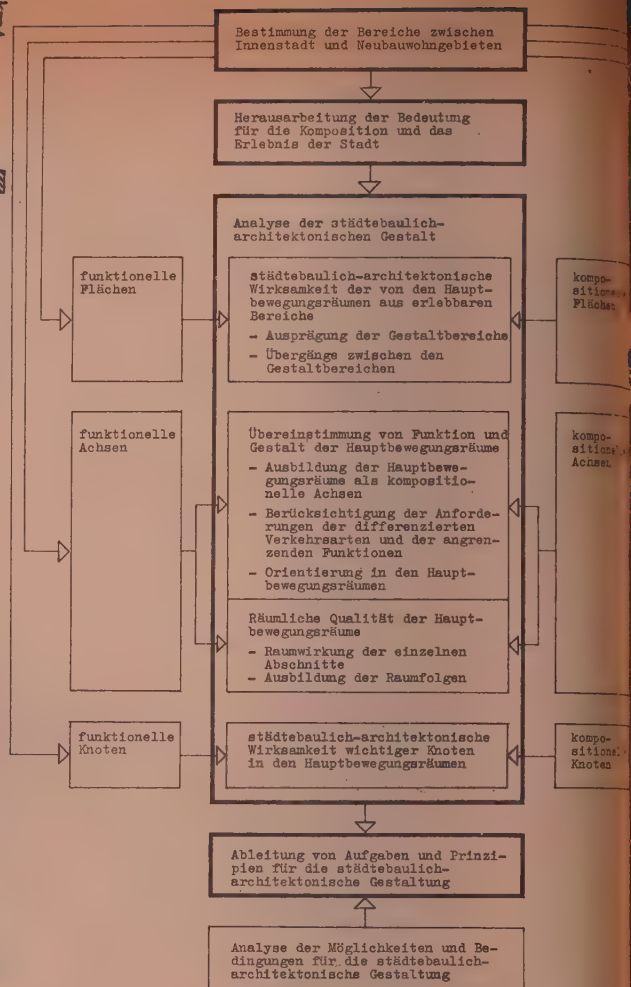 Bestimmung der Bereiche zwischen
Innenstadt und Neubauwohngebieten
Herausarbeitung der Bedeutung
für die Komposition und das
Erlebnis der Stadt
Analyse der städtebaulich-
architektonischen Gestalt
funktionelle
Flächen
städtebaulich-architektonische
Wirksamkeit der von den Haupt-
bewegungsräumen aus erlebbaren
Bereiche
- Ausprägung der Gestaltbereiche
- Übergänge zwischen den
Gestaltbereichen
kompo-
Flächen
funktionelle
Achsen
Übereinstimmung von Funktion und
Gestalt der Hauptbewegungsräume
- Ausbildung der Hauptbewe-
gungsräume als kompositio-
nelle Achsen
- Berücksichtigung der Anforde-
rungen der differenzierten
Verkehrsarten und der angren-
zenden Funktionen
- Orientierung in den Haupt-
bewegungsräumen
Räumliche Qualität der Haupt-
bewegungsräume
- Raumwirkung der einzelnen
Abschnitte
- Ausbildung der Raumfolgen
kompo-
Achsen
funktionelle
Knoten
städtebaulich-architektonische
Wirksamkeit wichtiger Knoten
in den Hauptbewegungsräumen
kompo-
Knoten
Ableitung von Aufgaben und Prinzi-
pien für die städtebaulich-
architektonische Gestaltung
Analyse der Möglichkeiten und Be-
dingungen für die städtebaulich-
architektonische Gestaltung